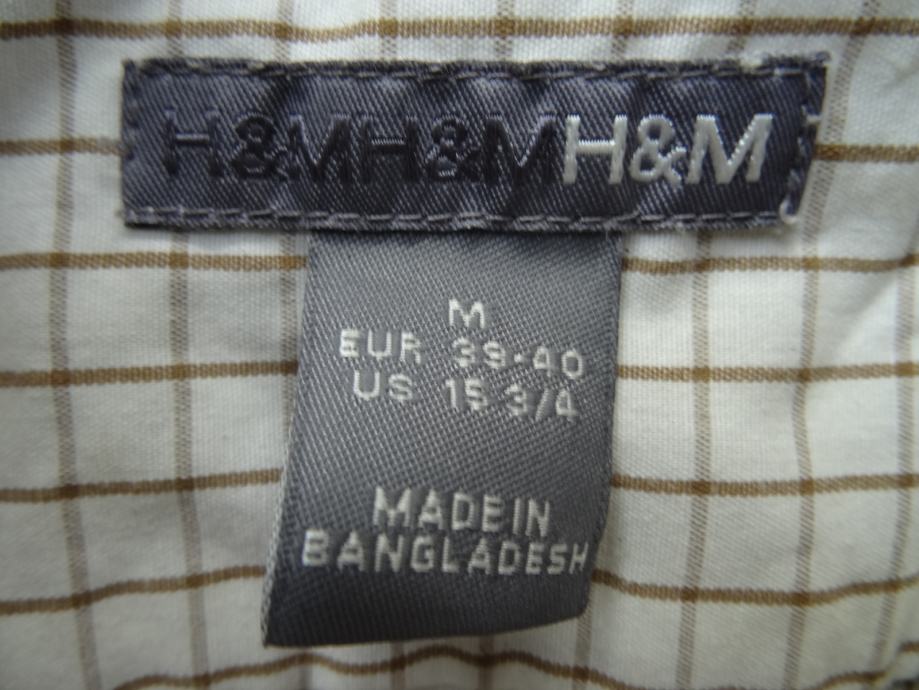 H&MH&MH&M
M
EUR 39-40
US 15 3/4
MADE IN
BANGLADESH